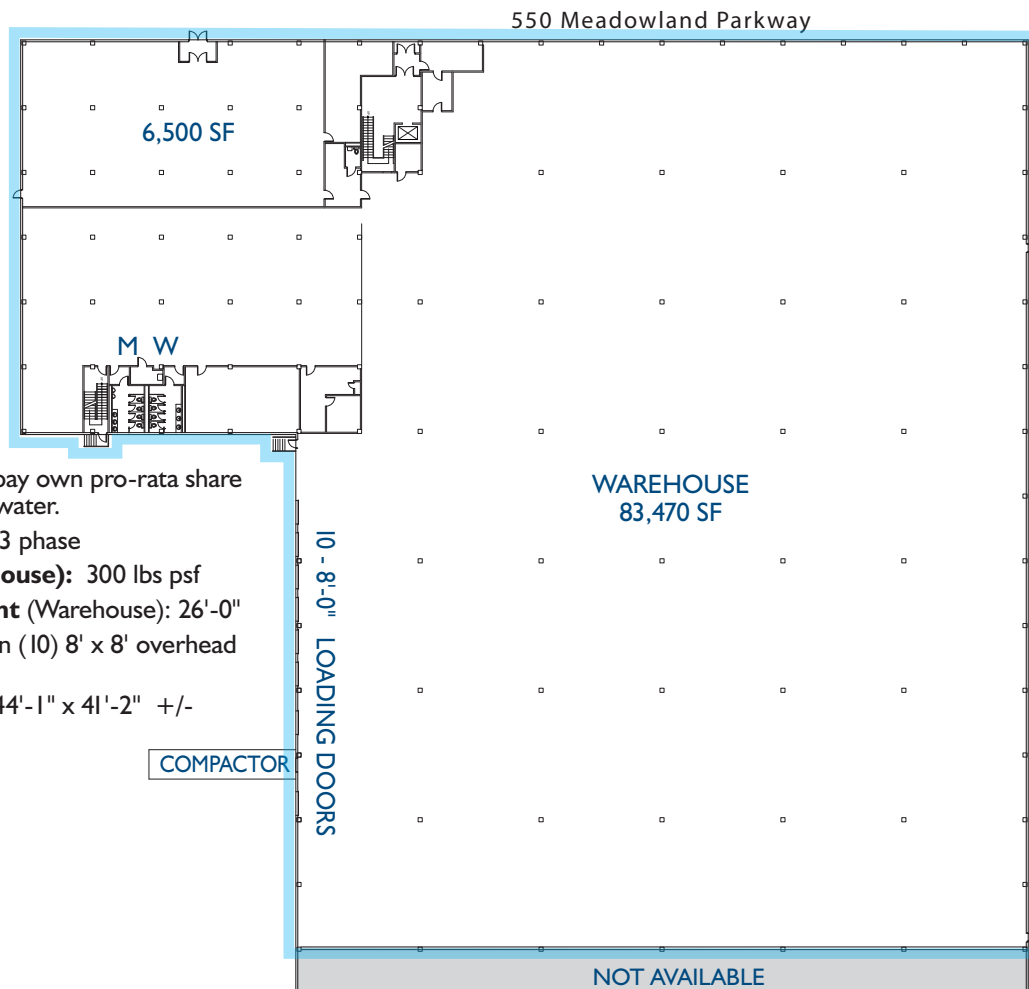 550 Meadowland Parkway
6,500 SF
M W
pay own pro-rata share
water.
3 phase
ouse): 300 lbs psf
nt (Warehouse): 26'-0"
n (10) 8' x 8' overhead
44'-1" x 41'-2" +/-
WAREHOUSE
83,470 SF
10 - 8'-0" LOADING DOORS
COMPACTOR
NOT AVAILABLE